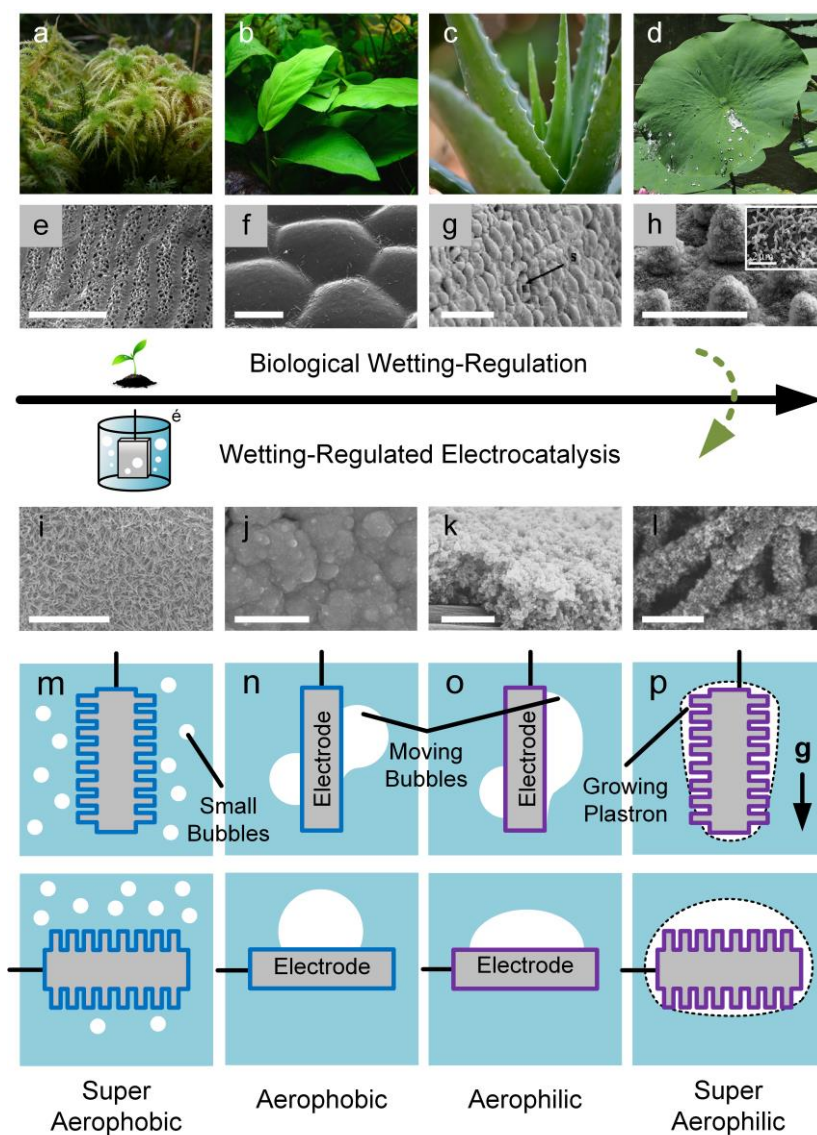 a
b
c
d
e
f
g
h
s
2µm
Biological Wetting-Regulation
é
Wetting-Regulated Electrocatalysis
i
j
k
l
m
n
o
p
Small
Bubbles
Electrode
Moving
Bubbles
Electrode
Growing
Plastron
g
Electrode
Electrode
Super
Aerophobic
Aerophobic
Aerophilic
Super
Aerophilic